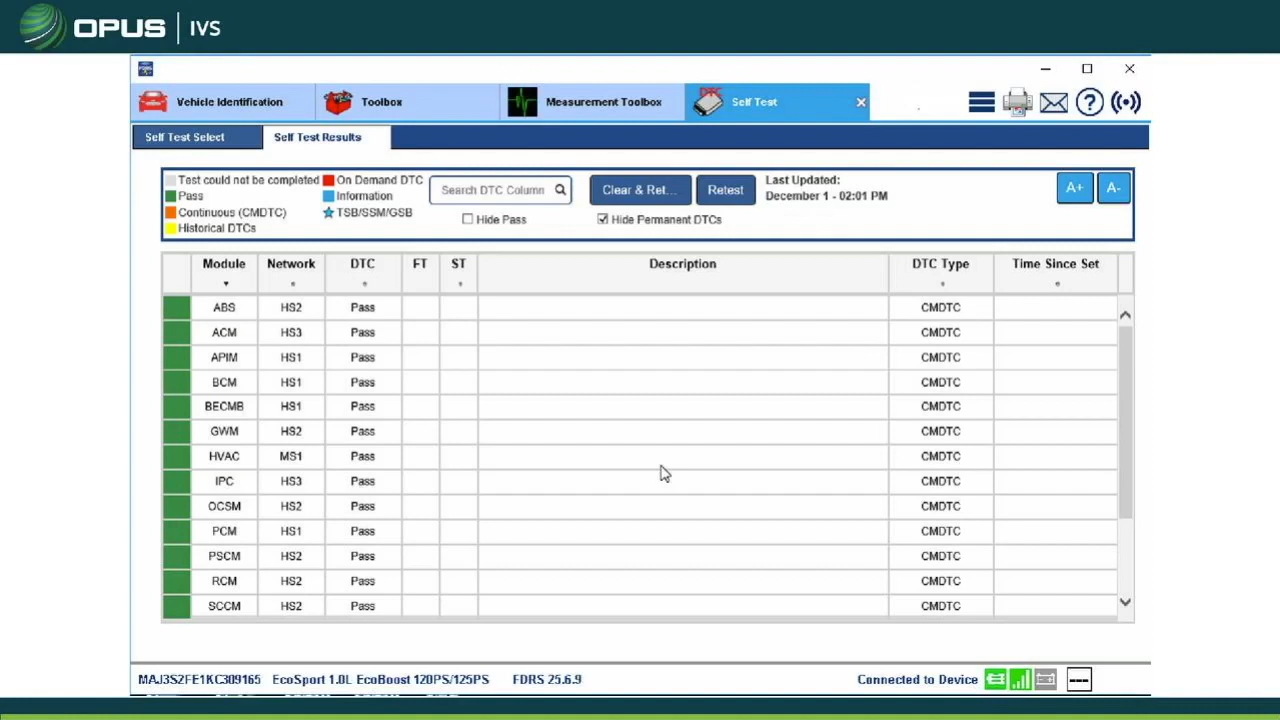 OPUS | IVS
Vehicle Identification
Toolbox
Measurement Toolbox
Self Test
Self Test Select
Self Test Results
Test could not be completed
On Demand DTC
Pass
Information
Continuous (CMDTC)
TSB/SSM/GSB
Historical DTCs
Search DTC Column
Clear & Ret...
Retest
Last Updated:
December 1 - 02:01 PM
A+
A-
Hide Pass
Hide Permanent DTCs
Module Network DTC FT ST Description DTC Type Time Since Set
ABS HS2 Pass CMDTC
ACM HS3 Pass CMDTC
APIM HS1 Pass CMDTC
BCM HS1 Pass CMDTC
BECMB HS1 Pass CMDTC
GWM HS2 Pass CMDTC
HVAC MS1 Pass CMDTC
IPC HS3 Pass CMDTC
OCSM HS2 Pass CMDTC
PCM HS1 Pass CMDTC
PSCM HS2 Pass CMDTC
RCM HS2 Pass CMDTC
SCCM HS2 Pass CMDTC
MAJ3S2FE1KC309165 EcoSport 1.0L EcoBoost 120PS/125PS FDRS 25.6.9
Connected to Device
---